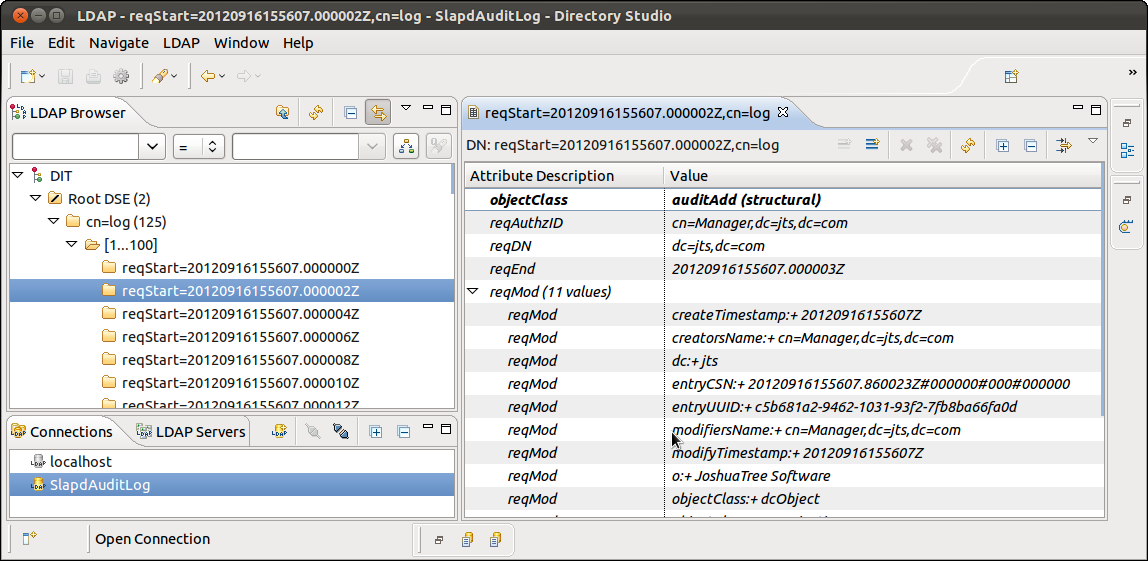 LDAP - reqStart=20120916155607.000002Z,cn=log - SlapdAuditLog - Directory Studio
File Edit Navigate LDAP Window Help
LDAP Browser
=
DIT
Root DSE (2)
cn=log (125)
[1...100]
reqStart=20120916155607.000000Z
reqStart=20120916155607.000002Z
reqStart=20120916155607.000004Z
reqStart=20120916155607.000006Z
reqStart=20120916155607.000008Z
reqStart=20120916155607.000010Z
reqStart=20120916155607.000012Z
Connections LDAP Servers
localhost
SlapdAuditLog
reqStart=20120916155607.000002Z,cn=log
DN: reqStart=20120916155607.000002Z,cn=log
Attribute Description Value
objectClass auditAdd (structural)
reqAuthzID cn=Manager,dc=jts,dc=com
reqDN dc=jts,dc=com
reqEnd 20120916155607.000003Z
reqMod (11 values)
reqMod createTimestamp:+ 20120916155607Z
reqMod creatorsName:+ cn=Manager,dc=jts,dc=com
reqMod dc:+ jts
reqMod entryCSN:+ 20120916155607.860023Z#000000#000#000000
reqMod entryUUID:+ c5b681a2-9462-1031-93f2-7fb8ba66fa0d
reqMod modifiersName:+ cn=Manager,dc=jts,dc=com
reqMod modifyTimestamp:+ 20120916155607Z
reqMod o:+ JoshuaTree Software
reqMod objectClass:+ dcObject
Open Connection